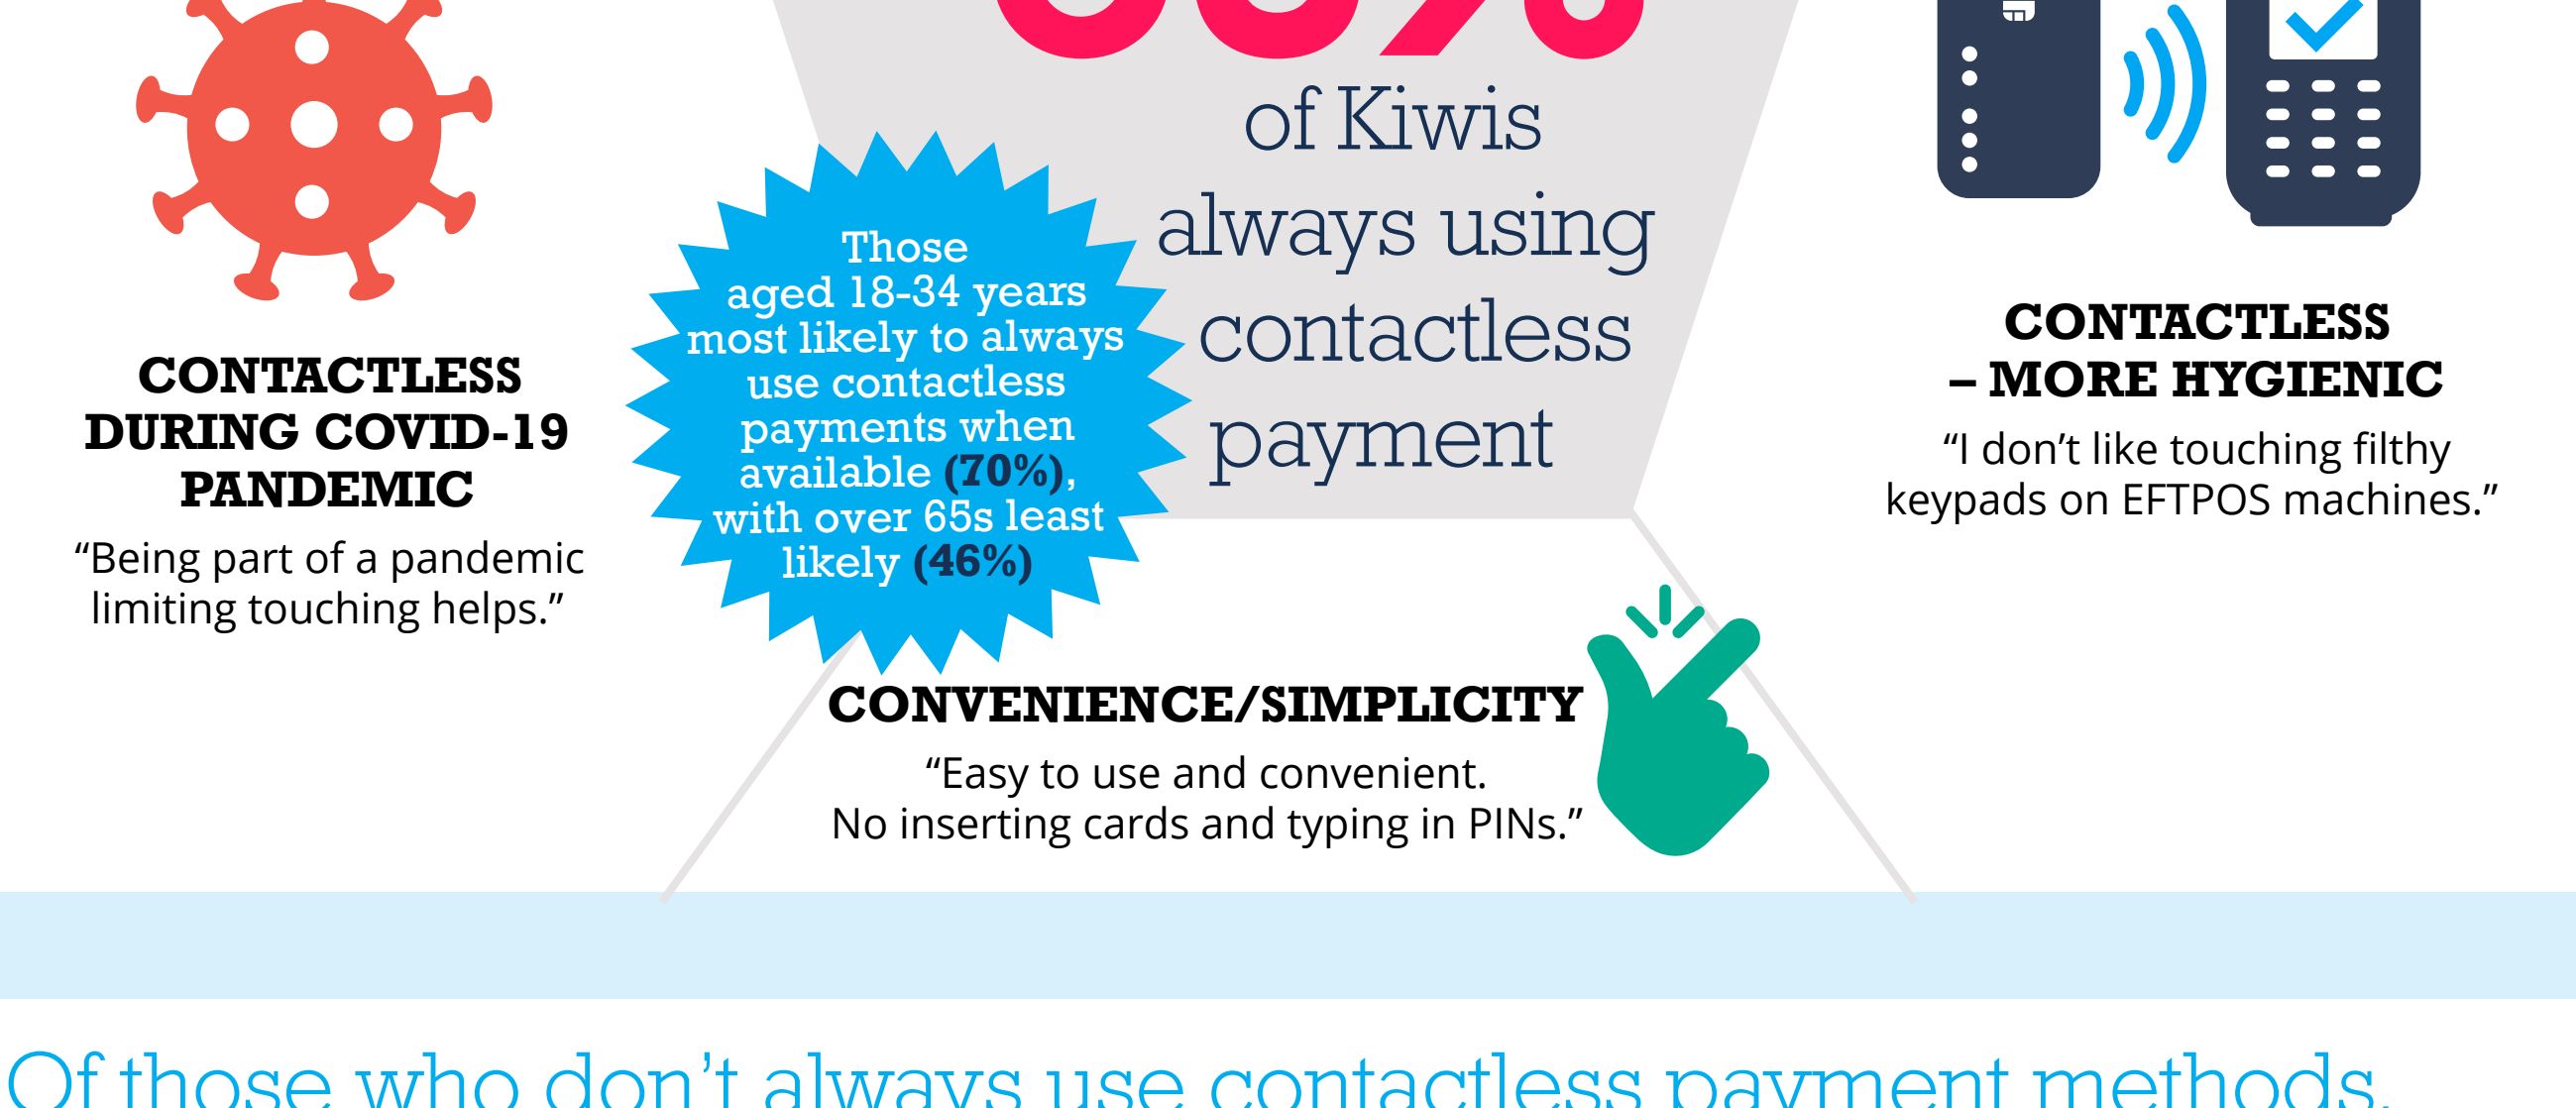 of Kiwis
always using
contactless
payment
Those
aged 18-34 years
most likely to always
use contactless
payments when
available (70%),
with over 65s least
likely (46%)
CONTACTLESS
DURING COVID-19
PANDEMIC
“Being part of a pandemic
limiting touching helps.”
CONTACTLESS
– MORE HYGIENIC
“I don’t like touching filthy
keypads on EFTPOS machines.”
CONVENIENCE/SIMPLICITY
“Easy to use and convenient.
No inserting cards and typing in PINs.”
Of those who don’t always use contactless payment methods,